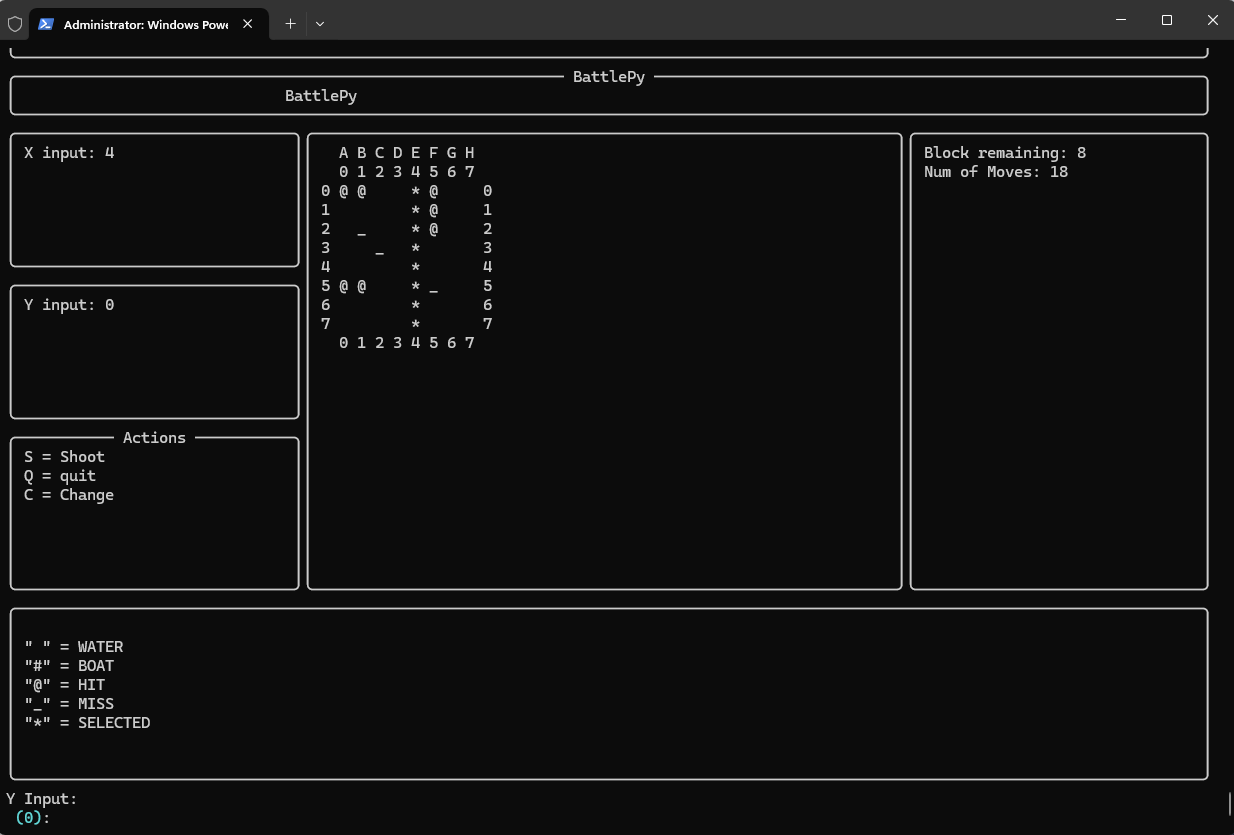 Administrator: Windows Powe
BattlePy
BattlePy
X input: 4
Y input: 0
Actions
S = Shoot
Q = quit
C = Change
  A B C D E F G H
  0 1 2 3 4 5 6 7
0 @ @     * @     0
1         * @     1
2   _     * @     2
3     _   *       3
4         *       4
5 @ @     * _     5
6         *       6
7         *       7
  0 1 2 3 4 5 6 7
Block remaining: 8
Num of Moves: 18
" " = WATER
"#" = BOAT
"@" = HIT
"_" = MISS
"*" = SELECTED
Y Input:
(0):